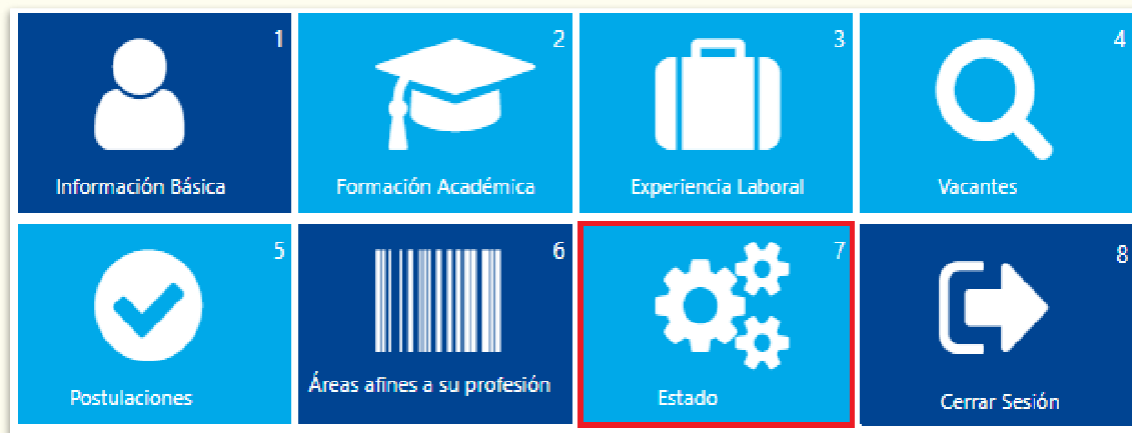 1
Información Básica
2
Formación Académica
3
Experiencia Laboral
4
Vacantes
5
Postulaciones
6
Áreas afines a su profesión
7
Estado
8
Cerrar Sesión